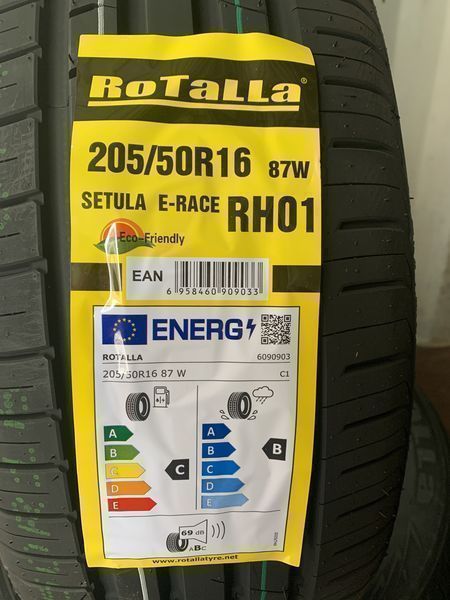 RoTaLLa®
205/50R16 87W
SETULA E-RACE RH01
Eco-Friendly
EAN
6 958460 909033
ENERG
ROTALLA 6090903
205/50R16 87 W C1
A A
B B
C C
D D
E E
C B
69 dB
ABC
www.rotallatyre.net